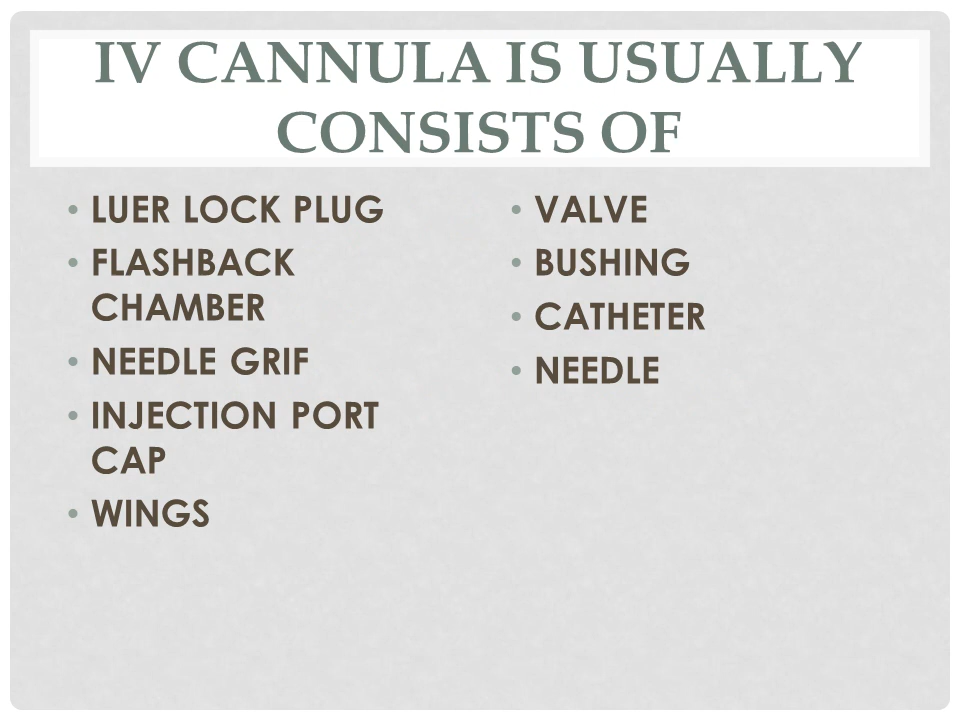 IV CANNULA IS USUALLY
CONSISTS OF
• LUER LOCK PLUG
• FLASHBACK
CHAMBER
• NEEDLE GRIF
• INJECTION PORT
CAP
• WINGS
• VALVE
• BUSHING
• CATHETER
• NEEDLE